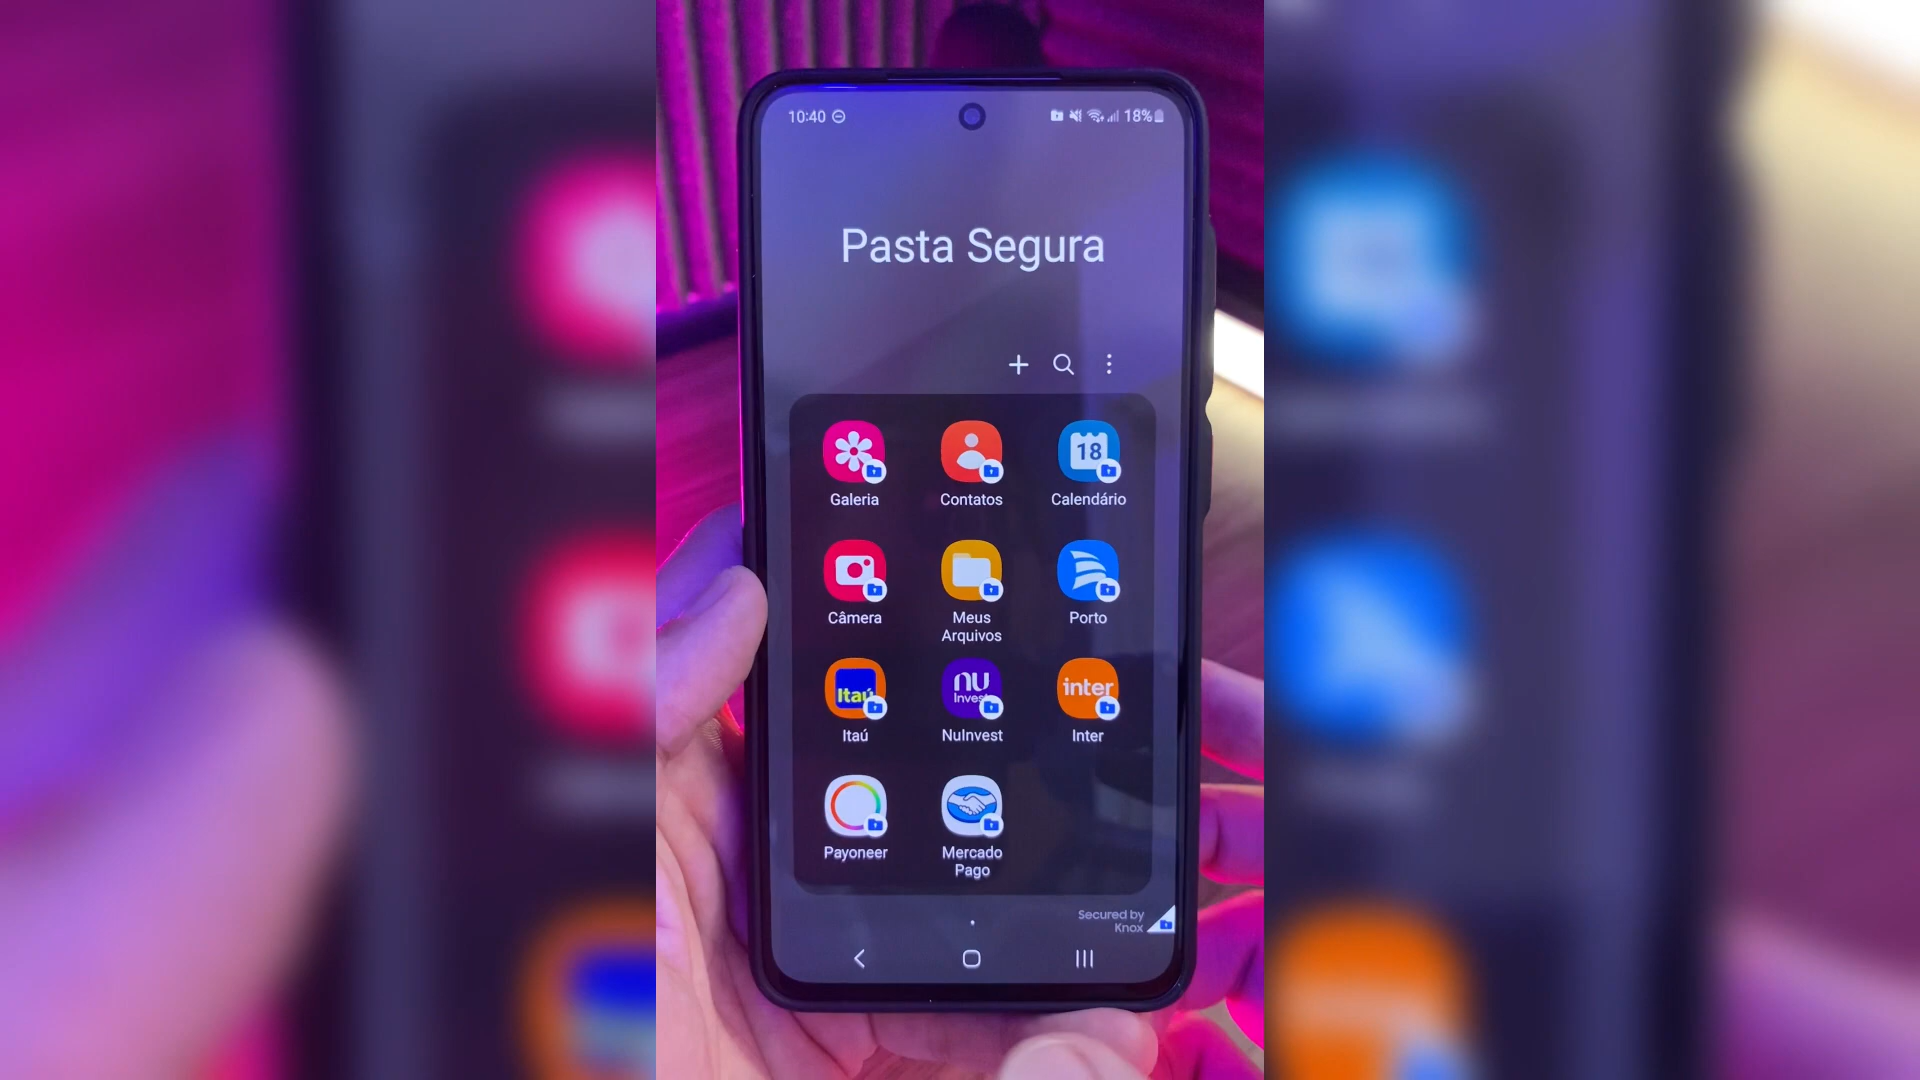 10:40
18%
Pasta Segura
18
Galeria
Contatos
Calendário
Câmera
Meus
Arquivos
Porto
Itaú
nu
Invest
inter
Itaú
NuInvest
Inter
Payoneer
Mercado
Pago
Secured by
Knox